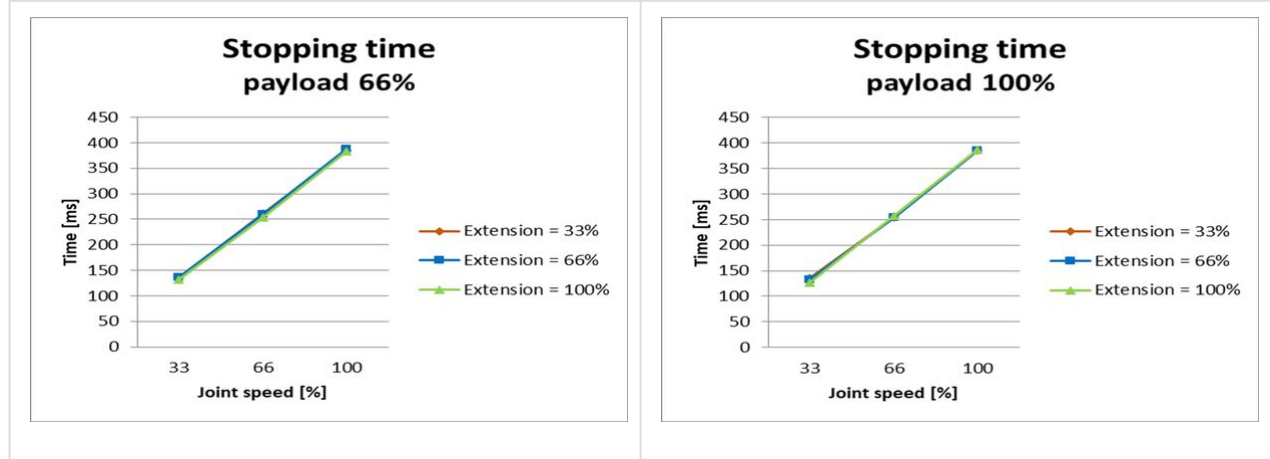 Stopping time
payload 66%
450
400
350
300
250
200
150
100
50
0
Time [ms]
33 66 100
Joint speed [%]
Extension = 33%
Extension = 66%
Extension = 100%
Stopping time
payload 100%
450
400
350
300
250
200
150
100
50
0
Time [ms]
33 66 100
Joint speed [%]
Extension = 33%
Extension = 66%
Extension = 100%